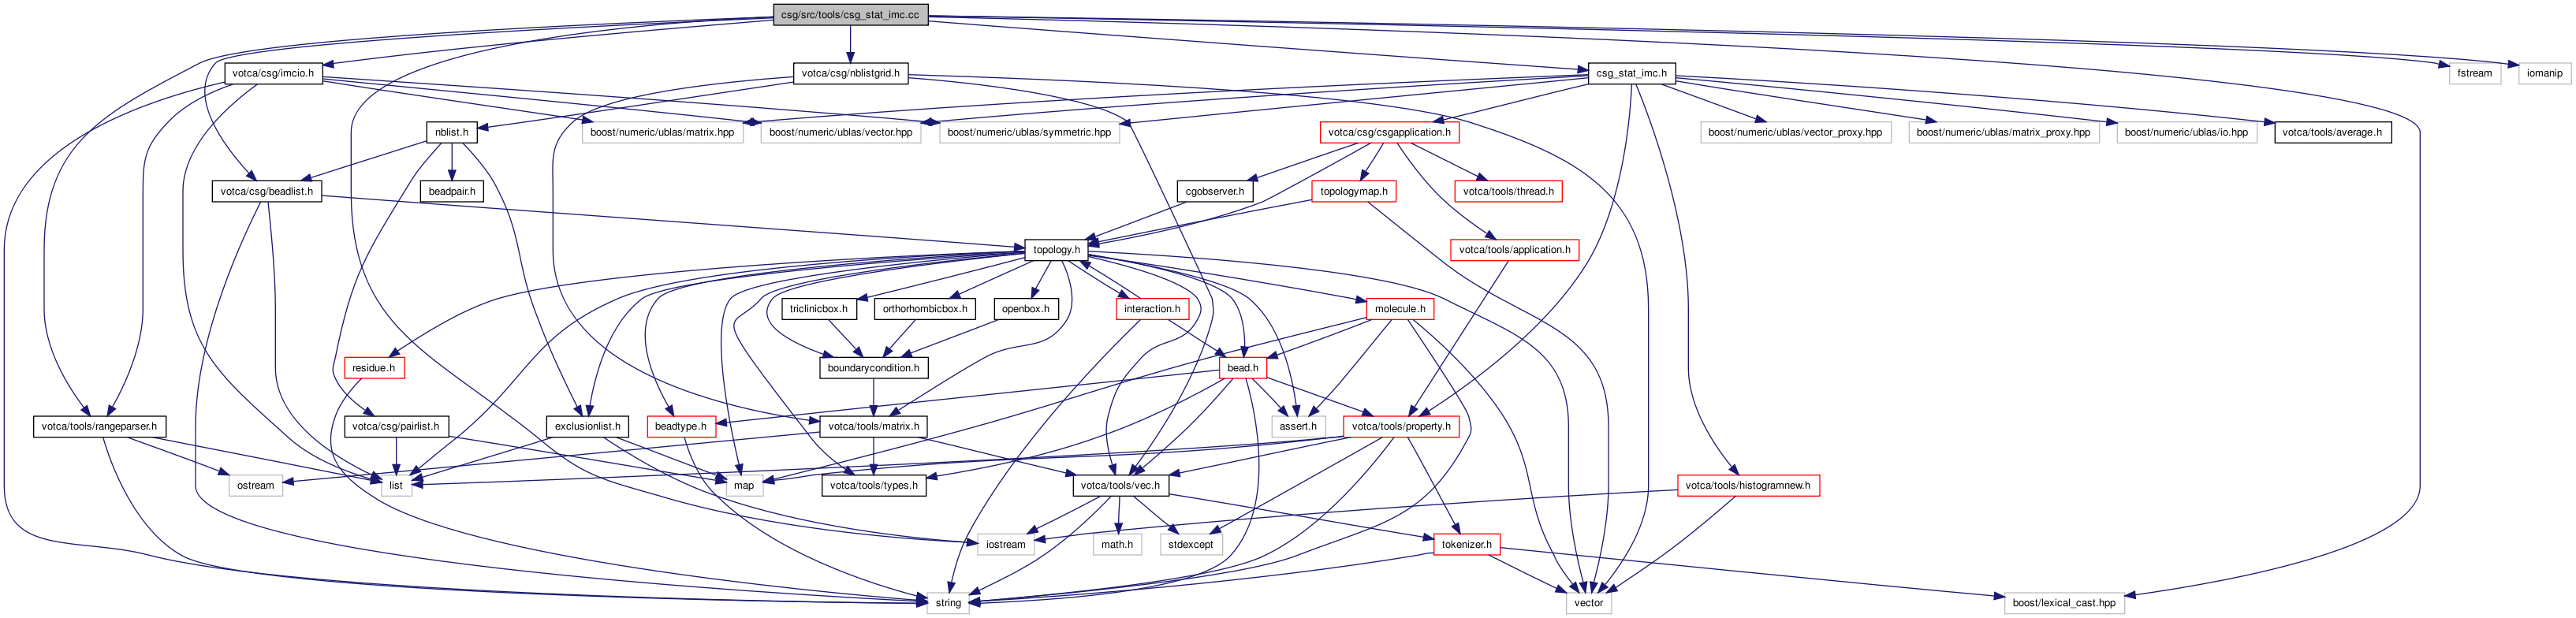 csg/src/tools/csg_stat_imc.cc
votca/csg/imcio.h
votca/csg/nblistgrid.h
csg_stat_imc.h
fstream
iomanip
nblist.h
boost/numeric/ublas/matrix.hpp
boost/numeric/ublas/vector.hpp
boost/numeric/ublas/symmetric.hpp
votca/csg/csgapplication.h
boost/numeric/ublas/vector_proxy.hpp
boost/numeric/ublas/matrix_proxy.hpp
boost/numeric/ublas/io.hpp
votca/tools/average.h
votca/csg/beadlist.h
beadpair.h
cgobserver.h
topologymap.h
votca/tools/thread.h
topology.h
votca/tools/application.h
triclinicbox.h
orthorhombicbox.h
openbox.h
interaction.h
molecule.h
residue.h
boundarycondition.h
bead.h
votca/tools/rangeparser.h
votca/csg/pairlist.h
exclusionlist.h
beadtype.h
votca/tools/matrix.h
assert.h
votca/tools/property.h
ostream
list
map
votca/tools/types.h
votca/tools/vec.h
votca/tools/histogramnew.h
iostream
math.h
stdexcept
tokenizer.h
string
vector
boost/lexical_cast.hpp